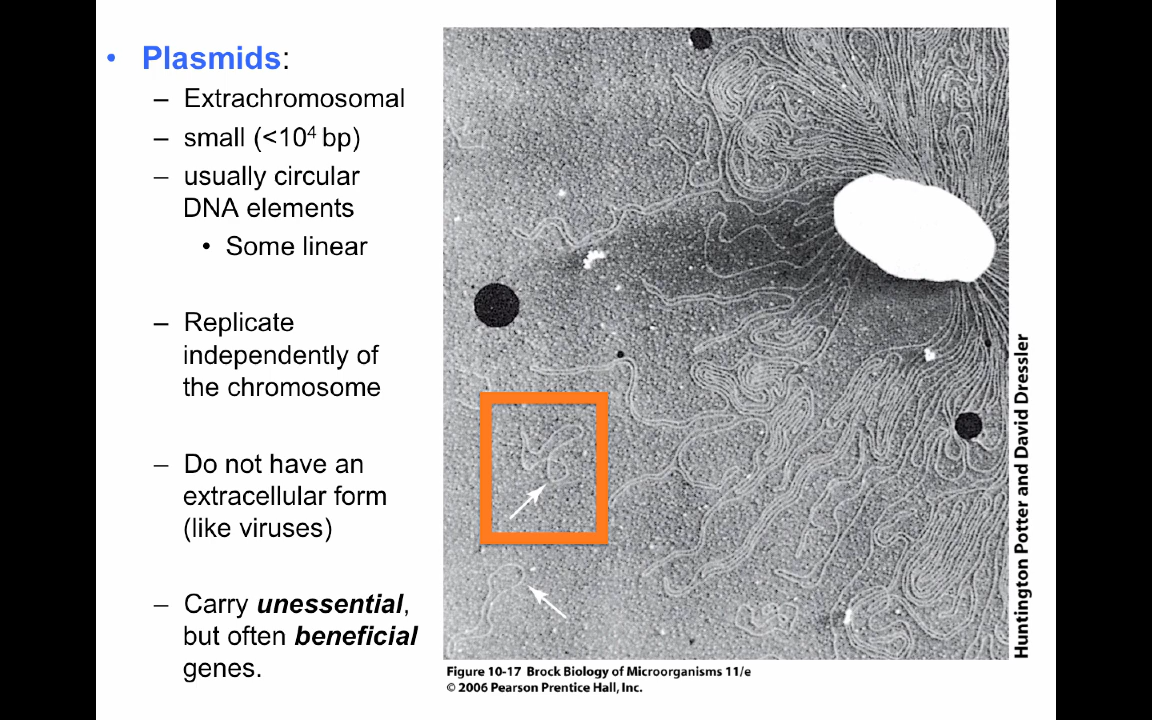 • Plasmids:
– Extrachromosomal
– small (<10⁴ bp)
– usually circular
DNA elements
• Some linear
– Replicate
independently of
the chromosome
– Do not have an
extracellular form
(like viruses)
– Carry unessential,
but often beneficial
genes.
Huntington Potter and David Dressler
Figure 10-17 Brock Biology of Microorganisms 11/e
© 2006 Pearson Prentice Hall, Inc.